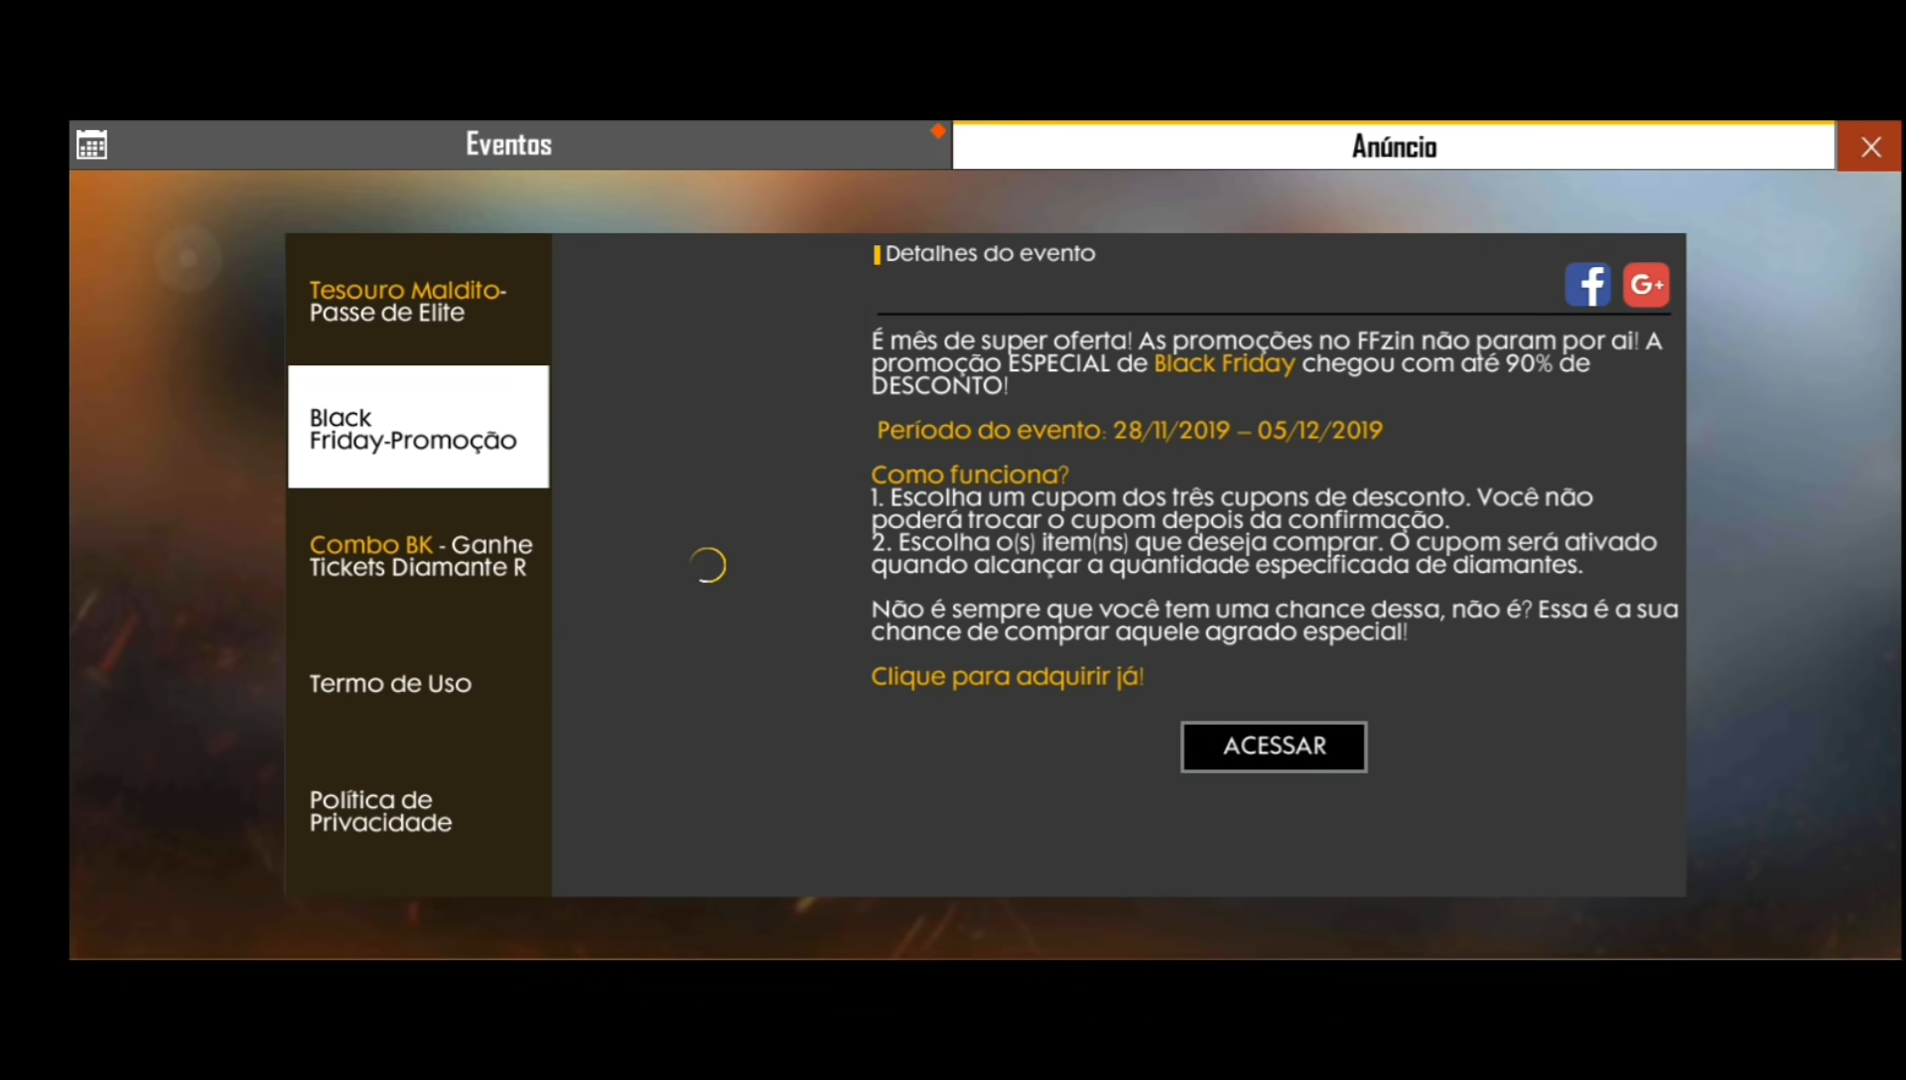 Eventos
Anúncio
Tesouro Maldito-
Passe de Elite
Black
Friday-Promoção
Combo BK - Ganhe
Tickets Diamante R
Termo de Uso
Política de
Privacidade
Detalhes do evento
f
G+
É mês de super oferta! As promoções no FFzin não param por ai! A
promoção ESPECIAL de Black Friday chegou com até 90% de
DESCONTO!
Período do evento: 28/11/2019 – 05/12/2019
Como funciona?
1. Escolha um cupom dos três cupons de desconto. Você não
poderá trocar o cupom depois da confirmação.
2. Escolha o(s) item(ns) que deseja comprar. O cupom será ativado
quando alcançar a quantidade especificada de diamantes.
Não é sempre que você tem uma chance dessa, não é? Essa é a sua
chance de comprar aquele agrado especial!
Clique para adquirir já!
ACESSAR